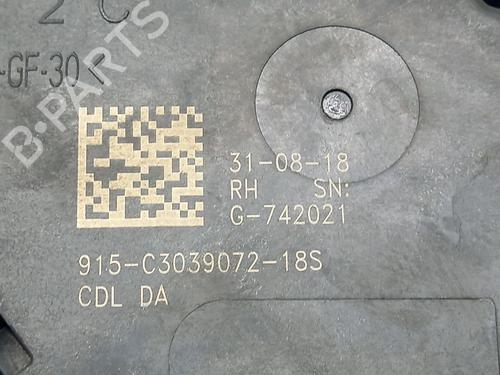 2 C
-GF-30<
B-PARTS
31-08-18
RH SN:
G-742021
915-C3039072-18S
CDL DA